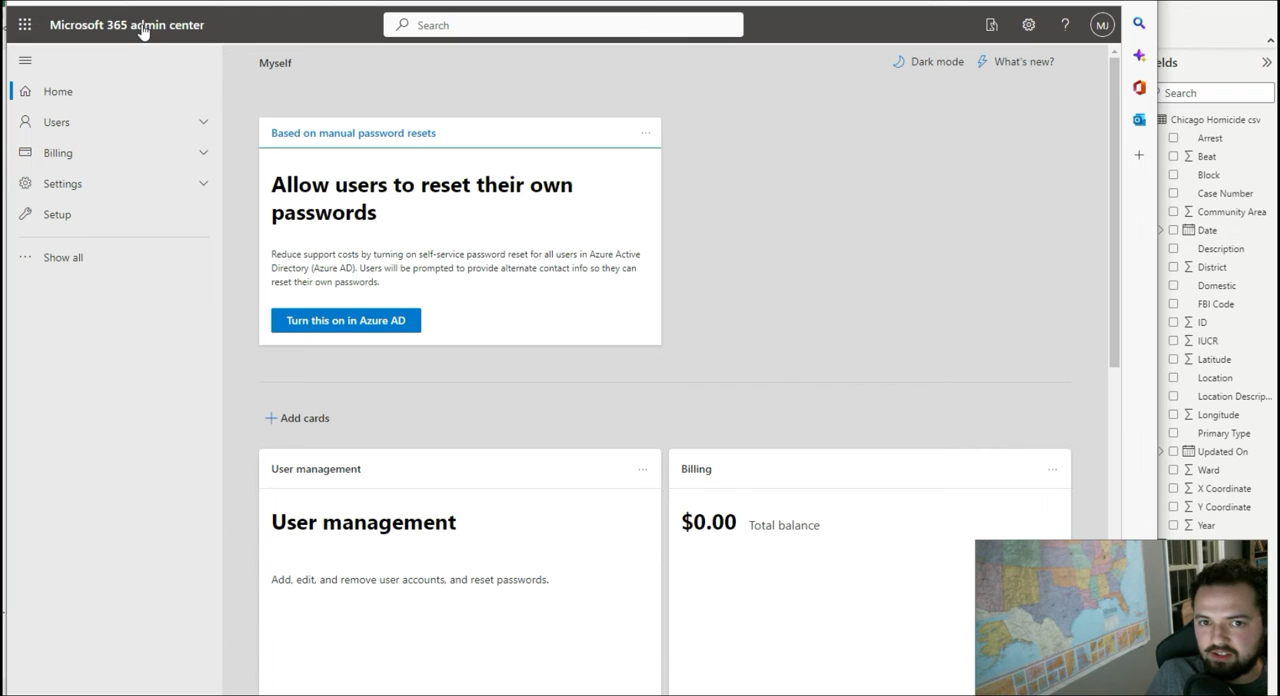 Microsoft 365 admin center
Search
MJ
Home
Users
Billing
Settings
Setup
Show all
Myself
Dark mode
What's new?
Based on manual password resets
Allow users to reset their own
passwords
Reduce support costs by turning on self-service password reset for all users in Azure Active
Directory (Azure AD). Users will be prompted to provide alternate contact info so they can
reset their own passwords.
Turn this on in Azure AD
Add cards
User management
User management
Add, edit, and remove user accounts, and reset passwords.
Billing
$0.00 Total balance
elds
Search
Chicago Homicide csv
Arrest
Beat
Block
Case Number
Community Area
Date
Description
District
Domestic
FBI Code
ID
IUCR
Latitude
Location
Location Descrip...
Longitude
Primary Type
Updated On
Ward
X Coordinate
Y Coordinate
Year